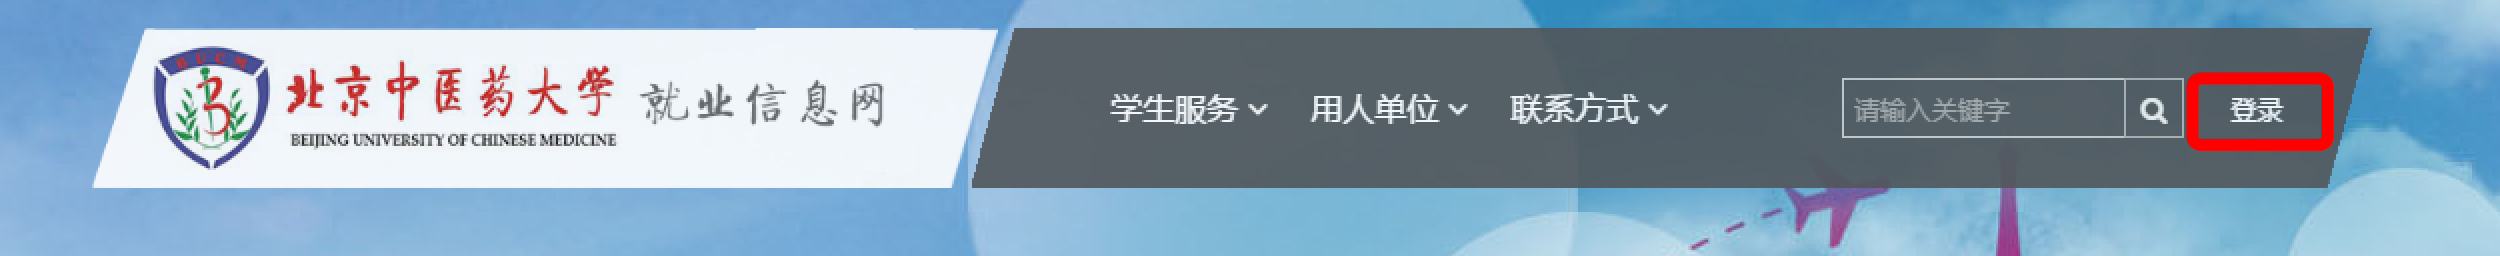 BUCM
北京中医药大学
BEIJING UNIVERSITY OF CHINESE MEDICINE
就业信息网
学生服务
用人单位
联系方式
请输入关键字
登录